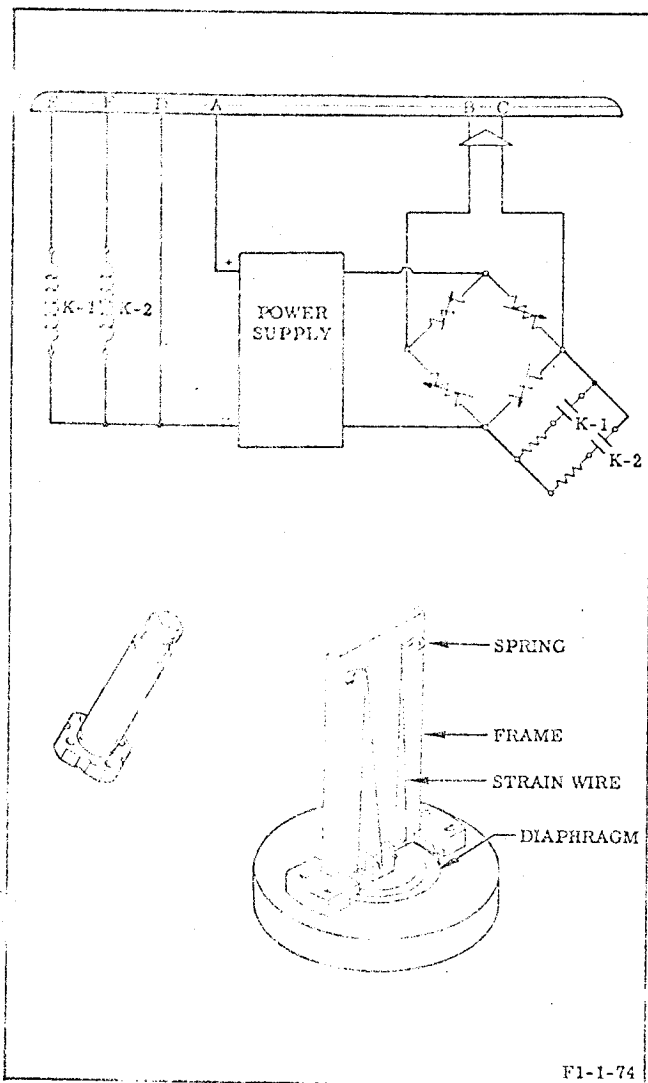 D A B C
K-1 K-2
+
POWER
SUPPLY
K-1
K-2
SPRING
FRAME
STRAIN WIRE
DIAPHRAGM
F1-1-74